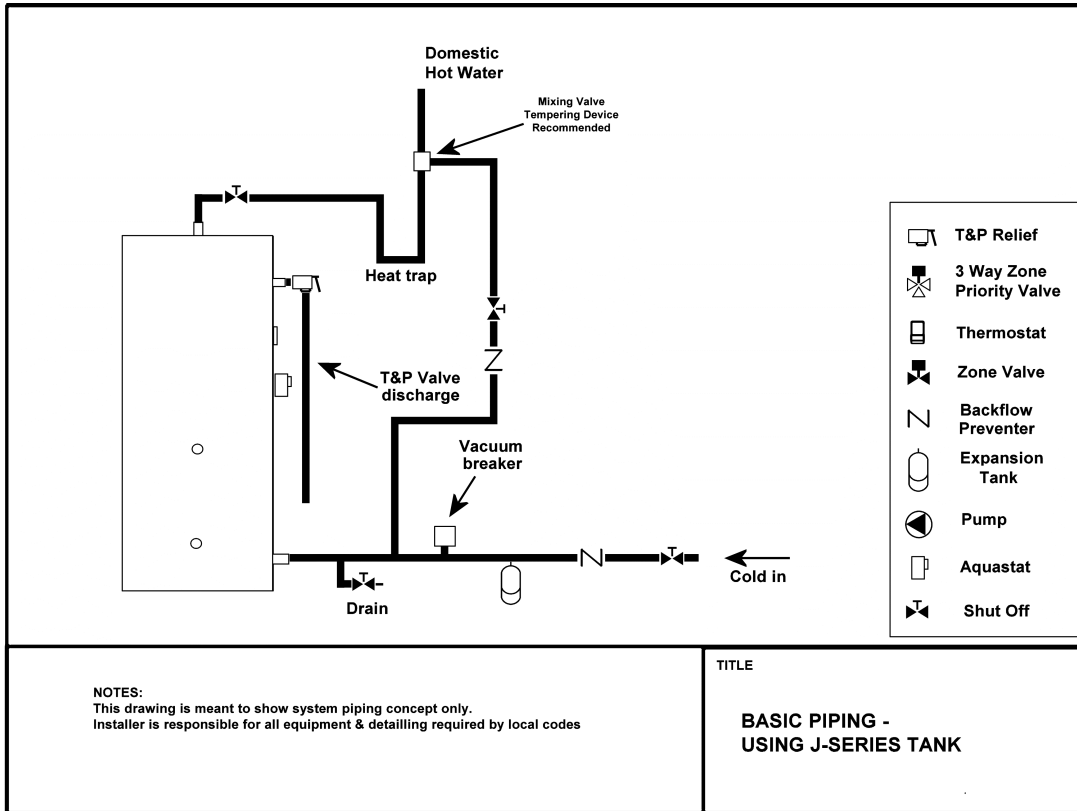 Domestic
Hot Water
Mixing Valve
Tempering Device
Recommended
Heat trap
T&P Valve
discharge
Vacuum
breaker
Cold in
Drain
T&P Relief
3 Way Zone
Priority Valve
Thermostat
Zone Valve
Backflow
Preventer
Expansion
Tank
Pump
Aquastat
Shut Off
NOTES:
This drawing is meant to show system piping concept only.
Installer is responsible for all equipment & detailling required by local codes
TITLE
BASIC PIPING -
USING J-SERIES TANK